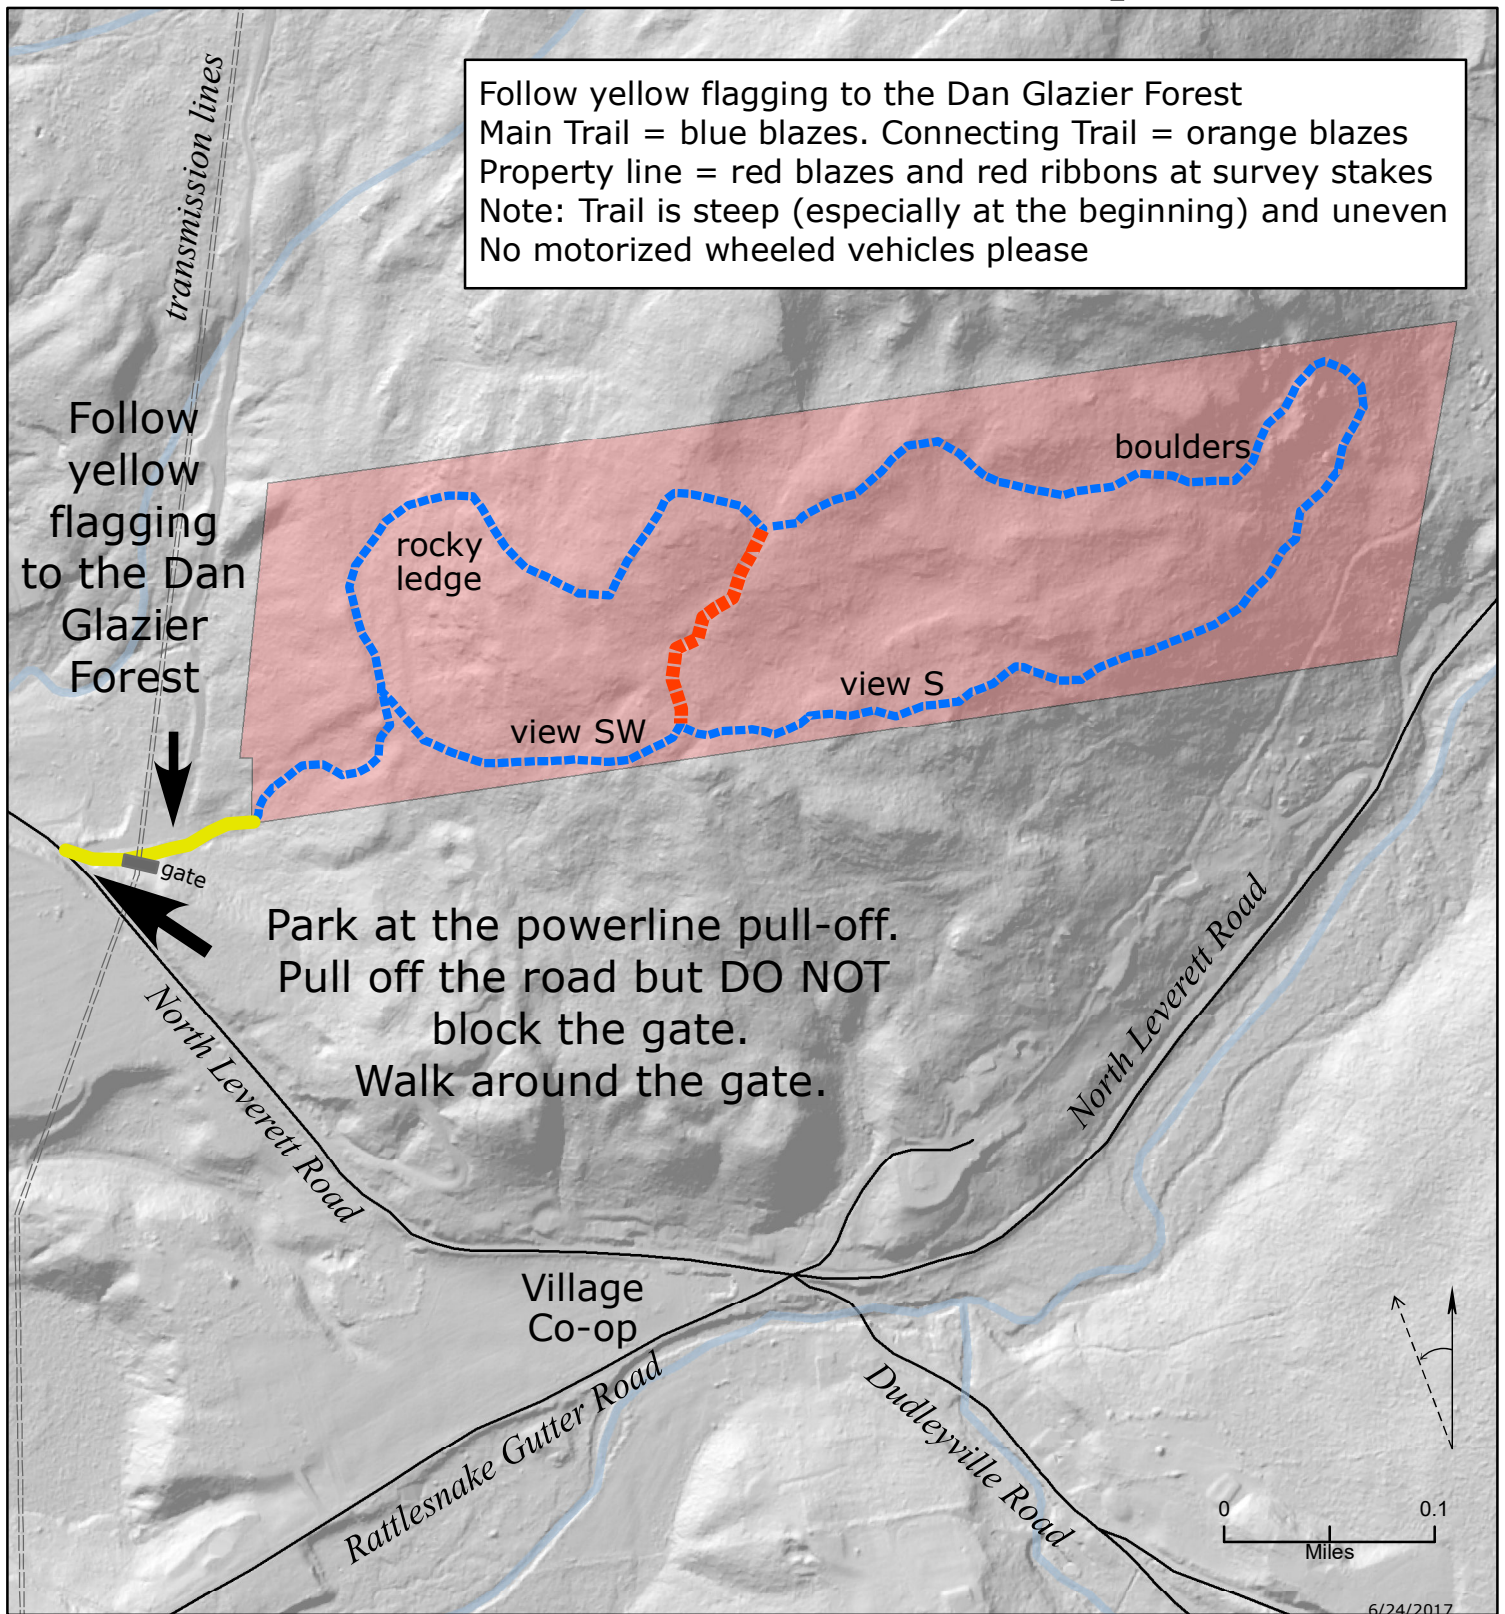 Follow yellow flagging to the Dan Glazier Forest
Main Trail = blue blazes. Connecting Trail = orange blazes
Property line = red blazes and red ribbons at survey stakes
Note: Trail is steep (especially at the beginning) and uneven
No motorized wheeled vehicles please
transmission lines
Follow
yellow
flagging
to the Dan
Glazier
Forest
boulders
rocky
ledge
view S
view SW
gate
Park at the powerline pull-off.
Pull off the road but DO NOT
block the gate.
Walk around the gate.
North Leverett Road
North Leverett Road
Village
Co-op
Rattlesnake Gutter Road
Dudleyville Road
0 0.1
Miles
6/24/2017